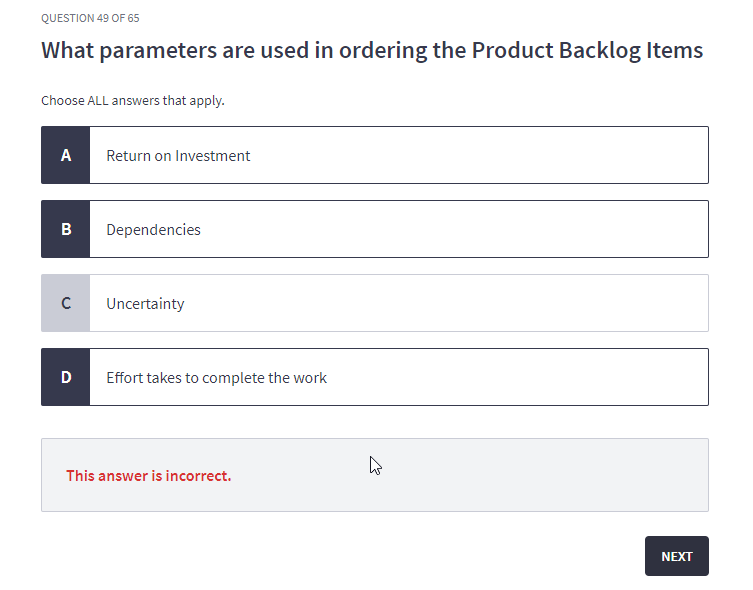 QUESTION 49 OF 65
What parameters are used in ordering the Product Backlog Items
Choose ALL answers that apply.
A Return on Investment
B Dependencies
C Uncertainty
D Effort takes to complete the work
This answer is incorrect.
NEXT